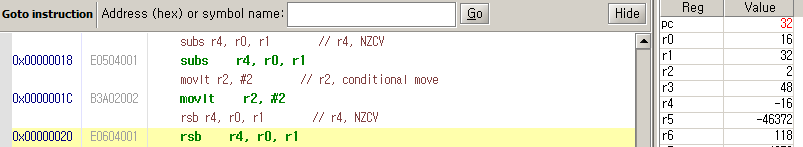 Goto instruction Address (hex) or symbol name: Go Hide
subs r4, r0, r1 // r4, NZCV
0x00000018 E0504001 subs r4, r0, r1
movlt r2, #2 // r2, conditional move
0x0000001C B3A02002 movlt r2, #2
rsb r4, r0, r1 // r4, NZCV
0x00000020 E0604001 rsb r4, r0, r1
Reg Value
pc 32
r0 16
r1 32
r2 2
r3 48
r4 -16
r5 -46372
r6 118